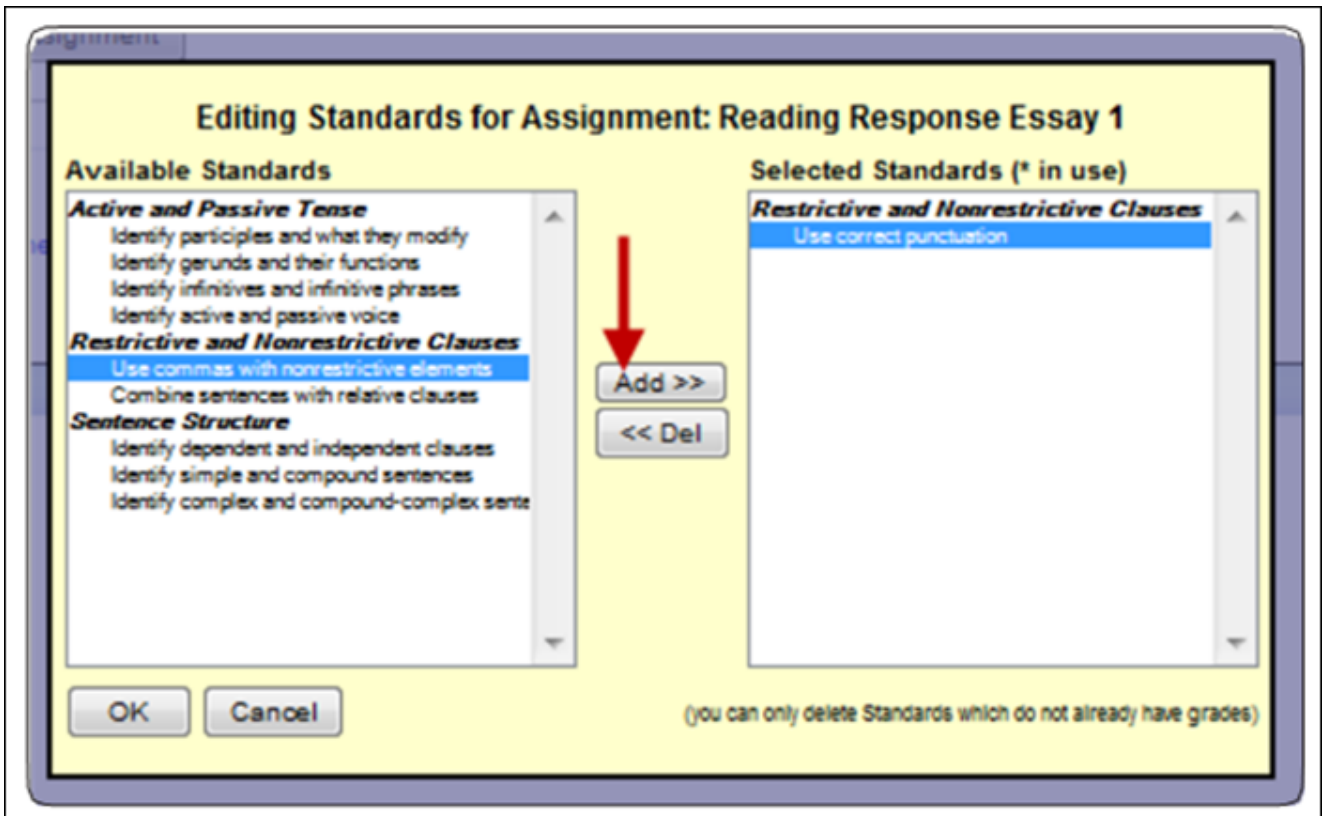 Editing Standards for Assignment: Reading Response Essay 1
Available Standards
Active and Passive Tense
Identify participles and what they modify
Identify gerunds and their functions
Identify infinitives and infinitive phrases
Identify active and passive voice
Restrictive and Nonrestrictive Clauses
Use commas with nonrestrictive elements
Combine sentences with relative clauses
Sentence Structure
Identify dependent and independent clauses
Identify simple and compound sentences
Identify complex and compound-complex sente
Add >>
<< Del
Selected Standards (* in use)
Restrictive and Nonrestrictive Clauses
Use correct punctuation
OK
Cancel
(you can only delete Standards which do not already have grades)